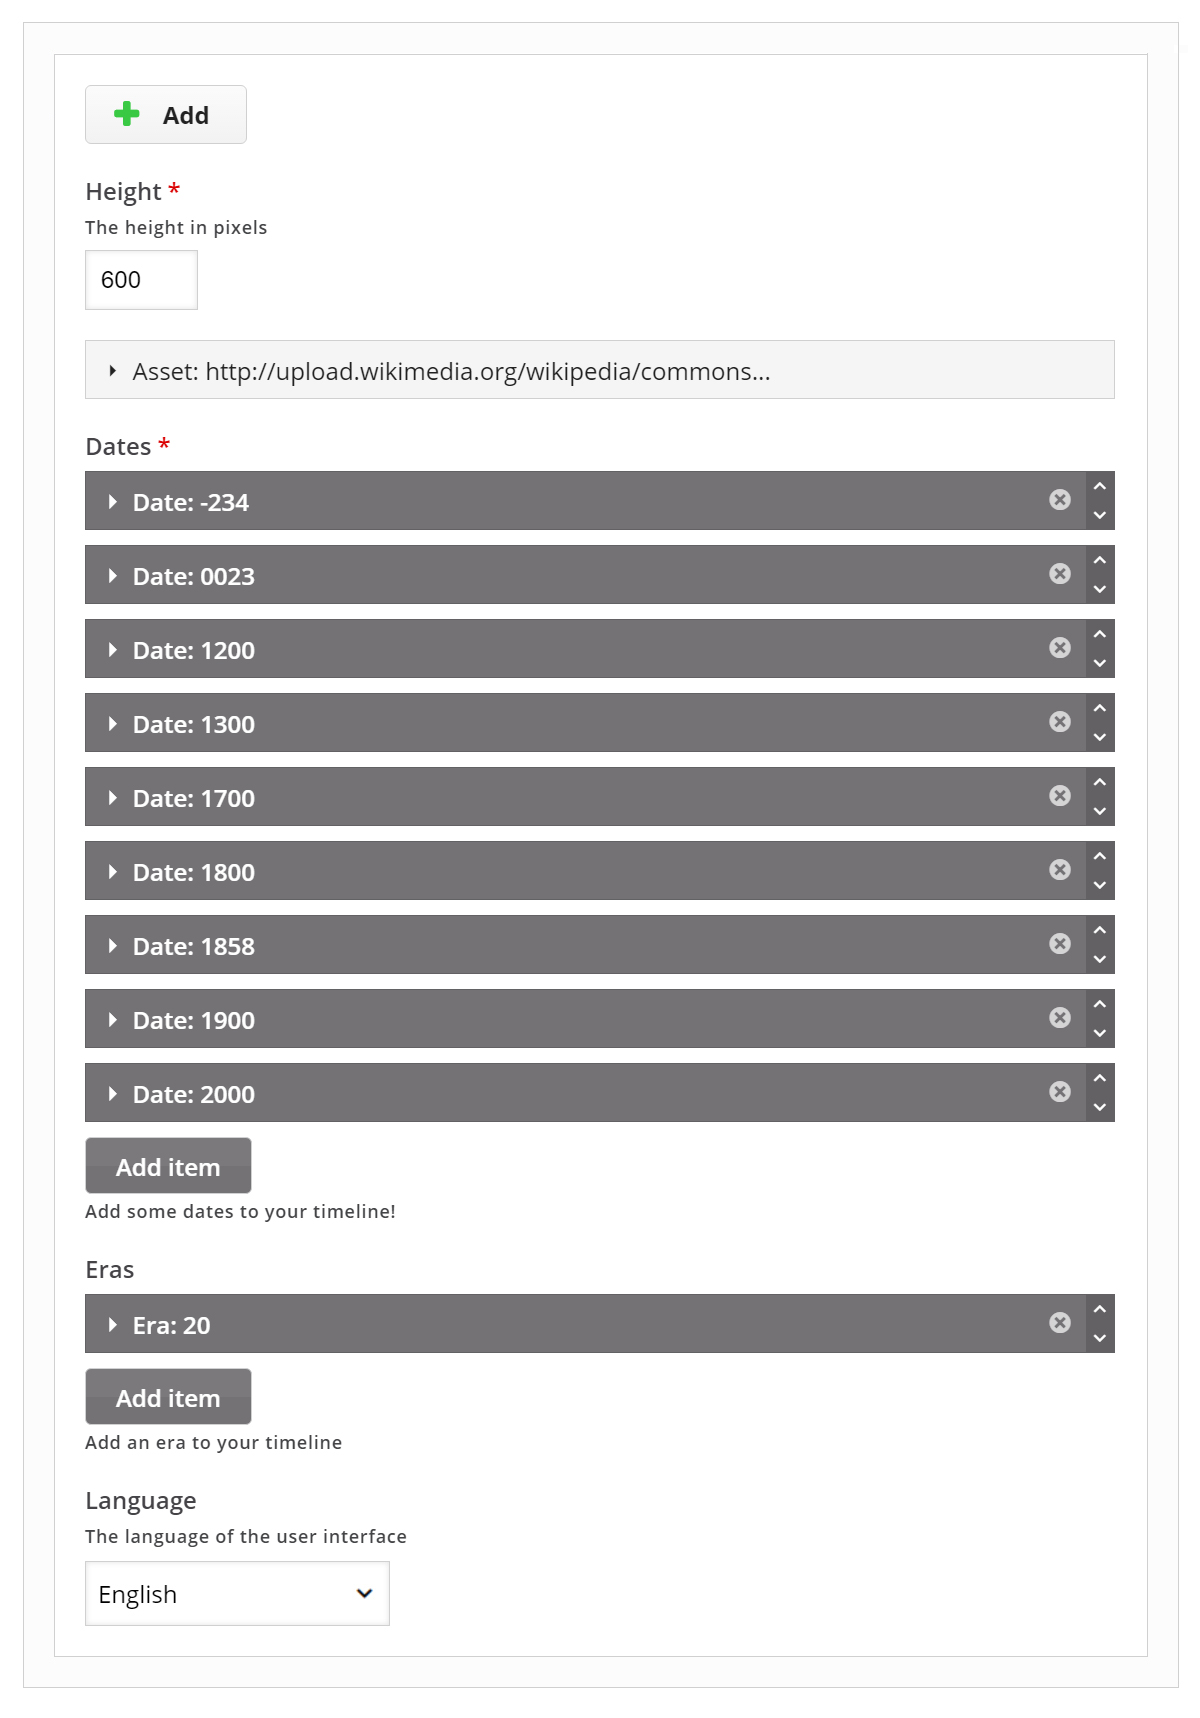 Add
Height *
The height in pixels
600
Asset: http://upload.wikimedia.org/wikipedia/commons...
Dates *
Date: -234
Date: 0023
Date: 1200
Date: 1300
Date: 1700
Date: 1800
Date: 1858
Date: 1900
Date: 2000
Add item
Add some dates to your timeline!
Eras
Era: 20
Add item
Add an era to your timeline
Language
The language of the user interface
English